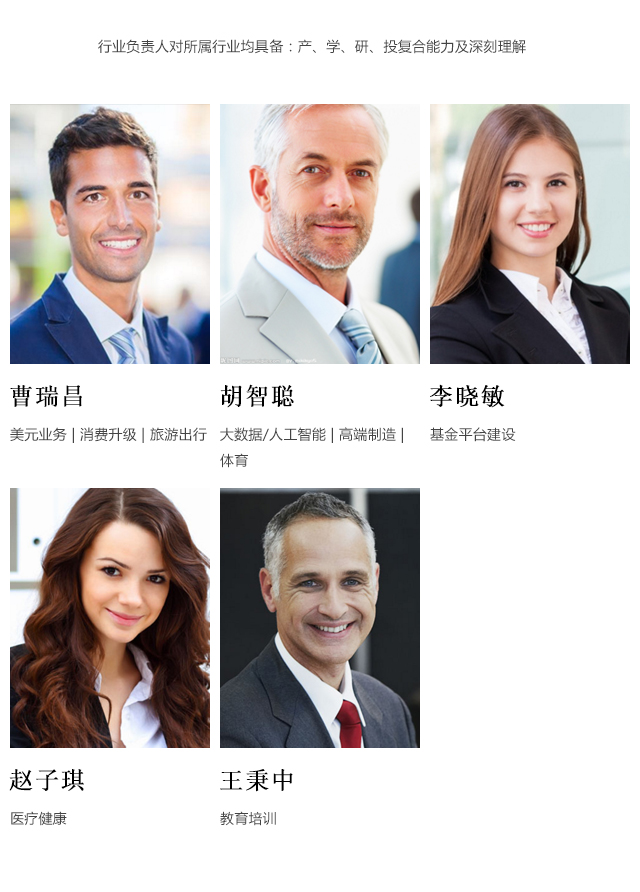 行业负责人对所属行业均具备：产、学、研、投复合能力及深刻理解
曹瑞昌
美元业务 | 消费升级 | 旅游出行
胡智聪
大数据/人工智能 | 高端制造 |
体育
李晓敏
基金平台建设
赵子琪
医疗健康
王秉中
教育培训